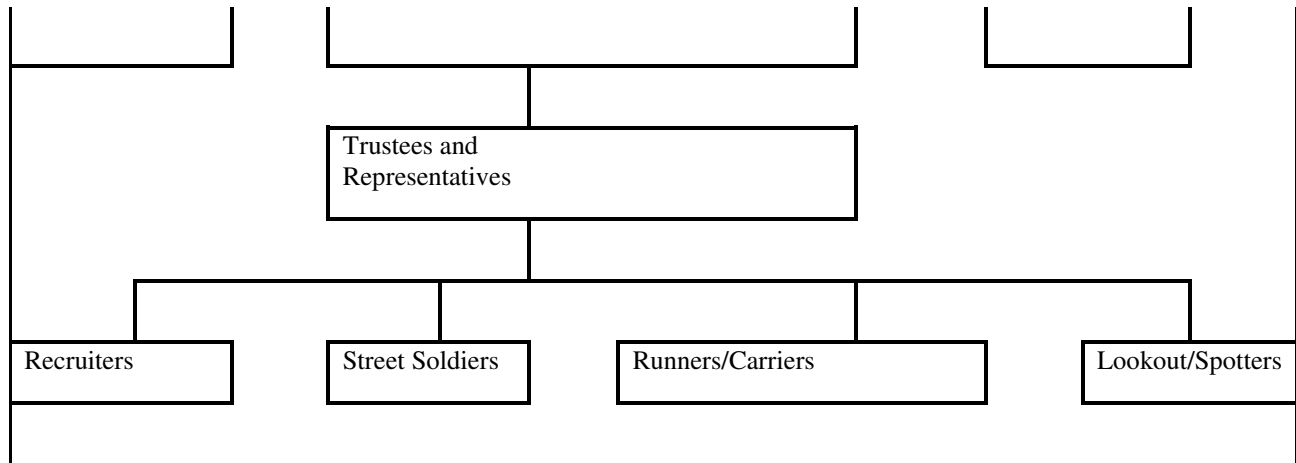 Trustees and
Representatives
Recruiters
Street Soldiers
Runners/Carriers
Lookout/Spotters